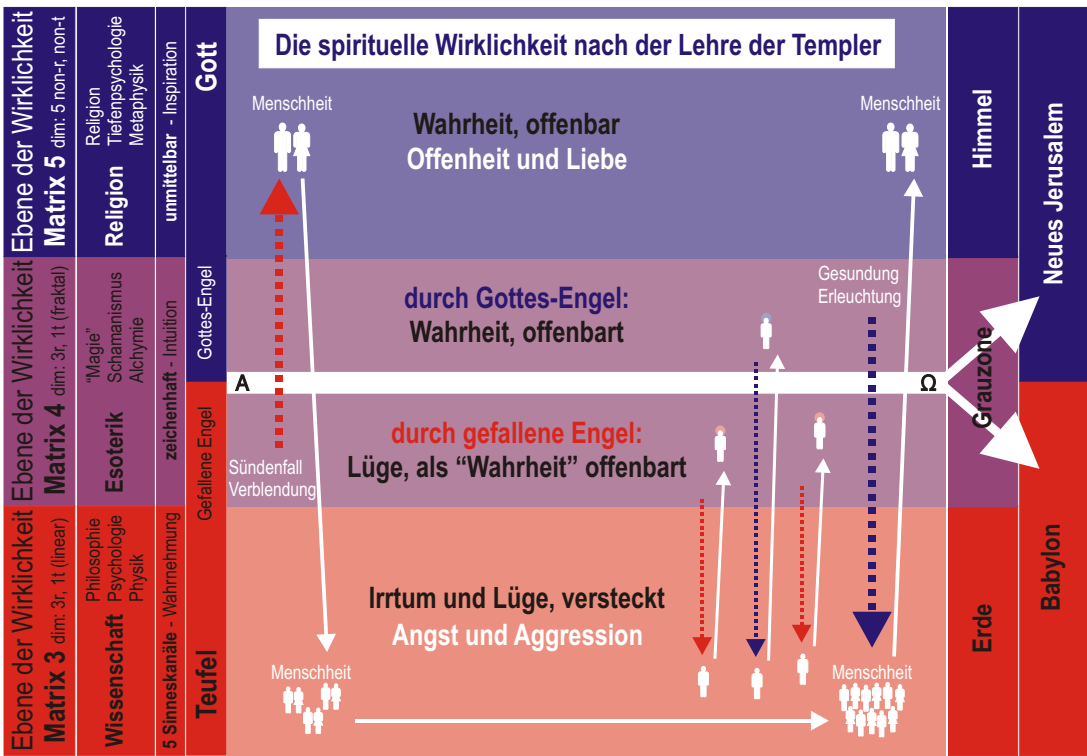 Die spirituelle Wirklichkeit nach der Lehre der Templer
Ebene der Wirklichkeit
Matrix 5 dim: 5 non-r, non-t
Religion
Tiefenpsychologie
Metaphysik
Religion
unmittelbar - Inspiration
Gott
Menschheit
Wahrheit, offenbar
Offenheit und Liebe
Menschheit
Himmel
Neues Jerusalem
Ebene der Wirklichkeit
Matrix 4 dim: 3r, 1t (fraktal)
"Magie"
Schamanismus
Alchymie
Esoterik
zeichenhaft - Intuition
Gottes-Engel
Gefallene Engel
durch Gottes-Engel:
Wahrheit, offenbart
Gesundung
Erleuchtung
A
Ω
Grauzone
durch gefallene Engel:
Lüge, als “Wahrheit” offenbart
Sündenfall
Verblendung
Ebene der Wirklichkeit
Matrix 3 dim: 3r, 1t (linear)
Philosophie
Psychologie
Physik
Wissenschaft
5 Sinneskanäle - Wahrnehmung
Teufel
Irrtum und Lüge, versteckt
Angst und Aggression
Menschheit
Menschheit
Erde
Babylon